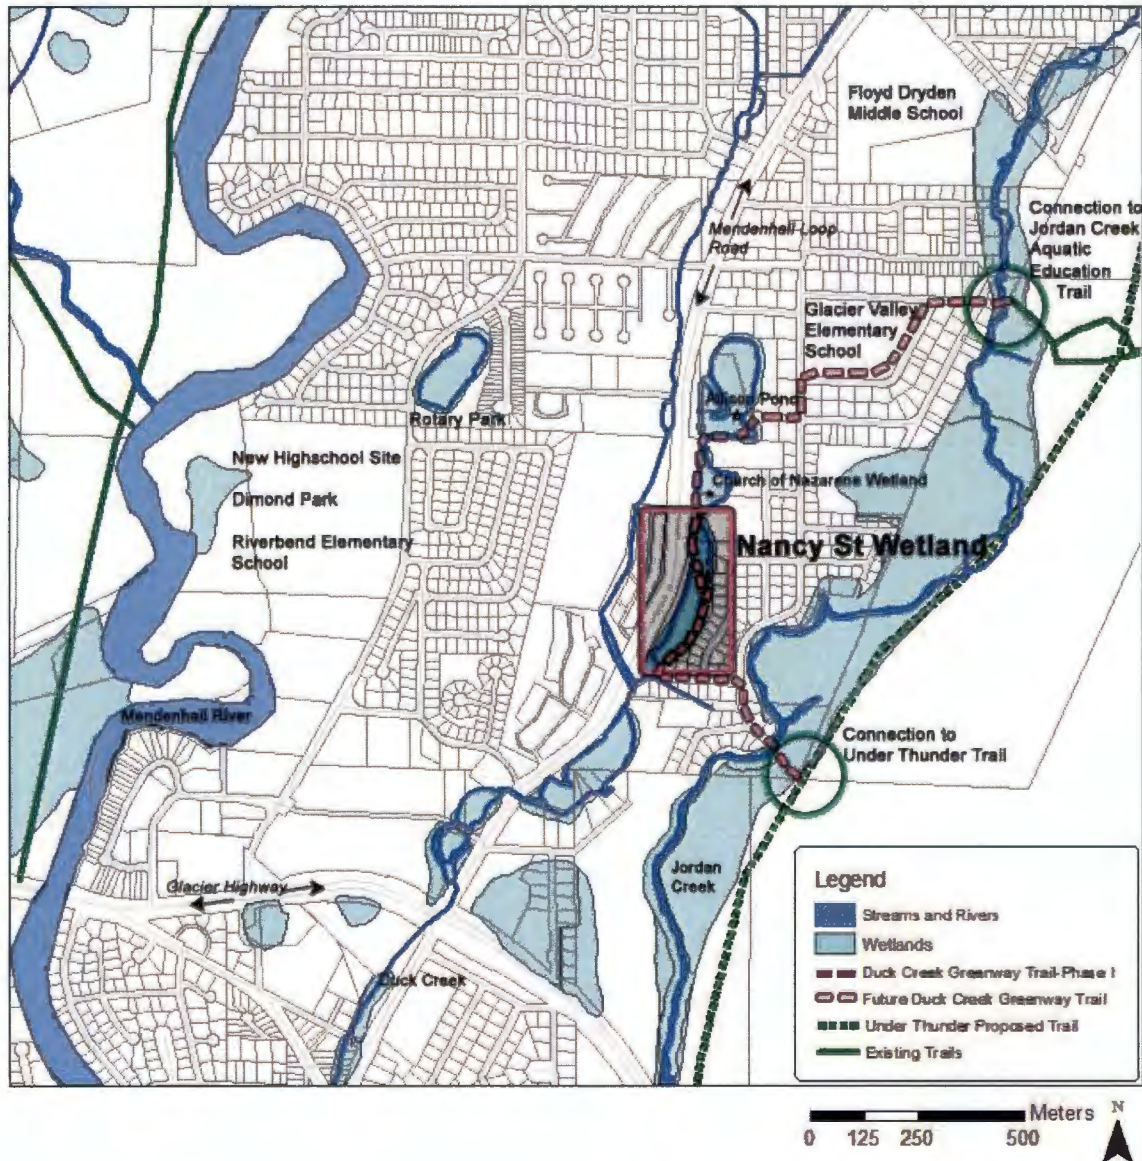 Floyd Dryden
Middle School
Connection to
Jordan Creek
Aquatic
Education
Trail
Mendenhall Loop
Road
Glacier Valley
Elementary
School
Allison Pond
Rotary Park
New Highschool Site
Dimond Park
Riverbend Elementary
School
Church of Nazarene Wetland
Nancy St Wetland
Mendenhall River
Connection to
Under Thunder Trail
Jordan
Creek
Glacier Highway
Duck Creek
Legend
Streams and Rivers
Wetlands
Duck Creek Greenway Trail-Phase I
Future Duck Creek Greenway Trail
Under Thunder Proposed Trail
Existing Trails
Meters
0 125 250 500
N